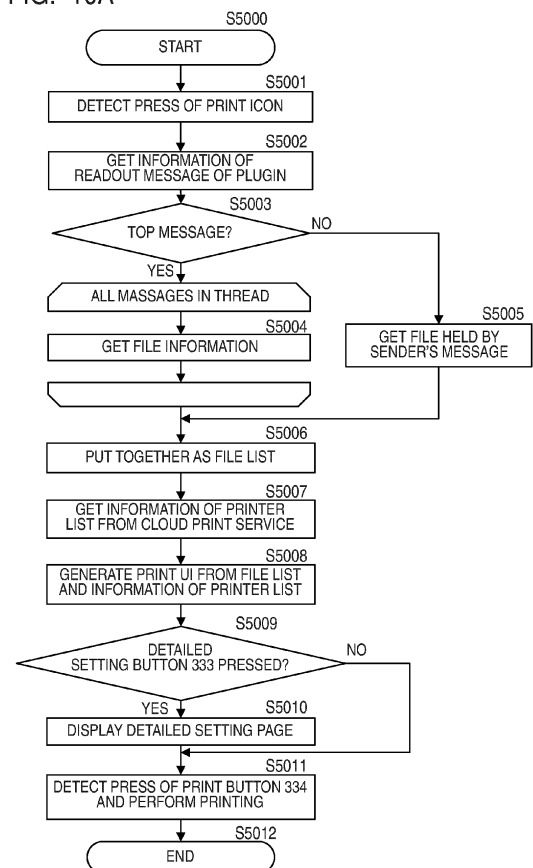 FIG. 10A
S5000
START
S5001
DETECT PRESS OF PRINT ICON
S5002
GET INFORMATION OF
READOUT MESSAGE OF PLUGIN
S5003
TOP MESSAGE?
NO
YES
ALL MASSAGES IN THREAD
S5004
GET FILE INFORMATION
S5005
GET FILE HELD BY
SENDER'S MESSAGE
S5006
PUT TOGETHER AS FILE LIST
S5007
GET INFORMATION OF PRINTER
LIST FROM CLOUD PRINT SERVICE
S5008
GENERATE PRINT UI FROM FILE LIST
AND INFORMATION OF PRINTER LIST
S5009
DETAILED
SETTING BUTTON 333 PRESSED?
NO
YES
S5010
DISPLAY DETAILED SETTING PAGE
S5011
DETECT PRESS OF PRINT BUTTON 334
AND PERFORM PRINTING
S5012
END